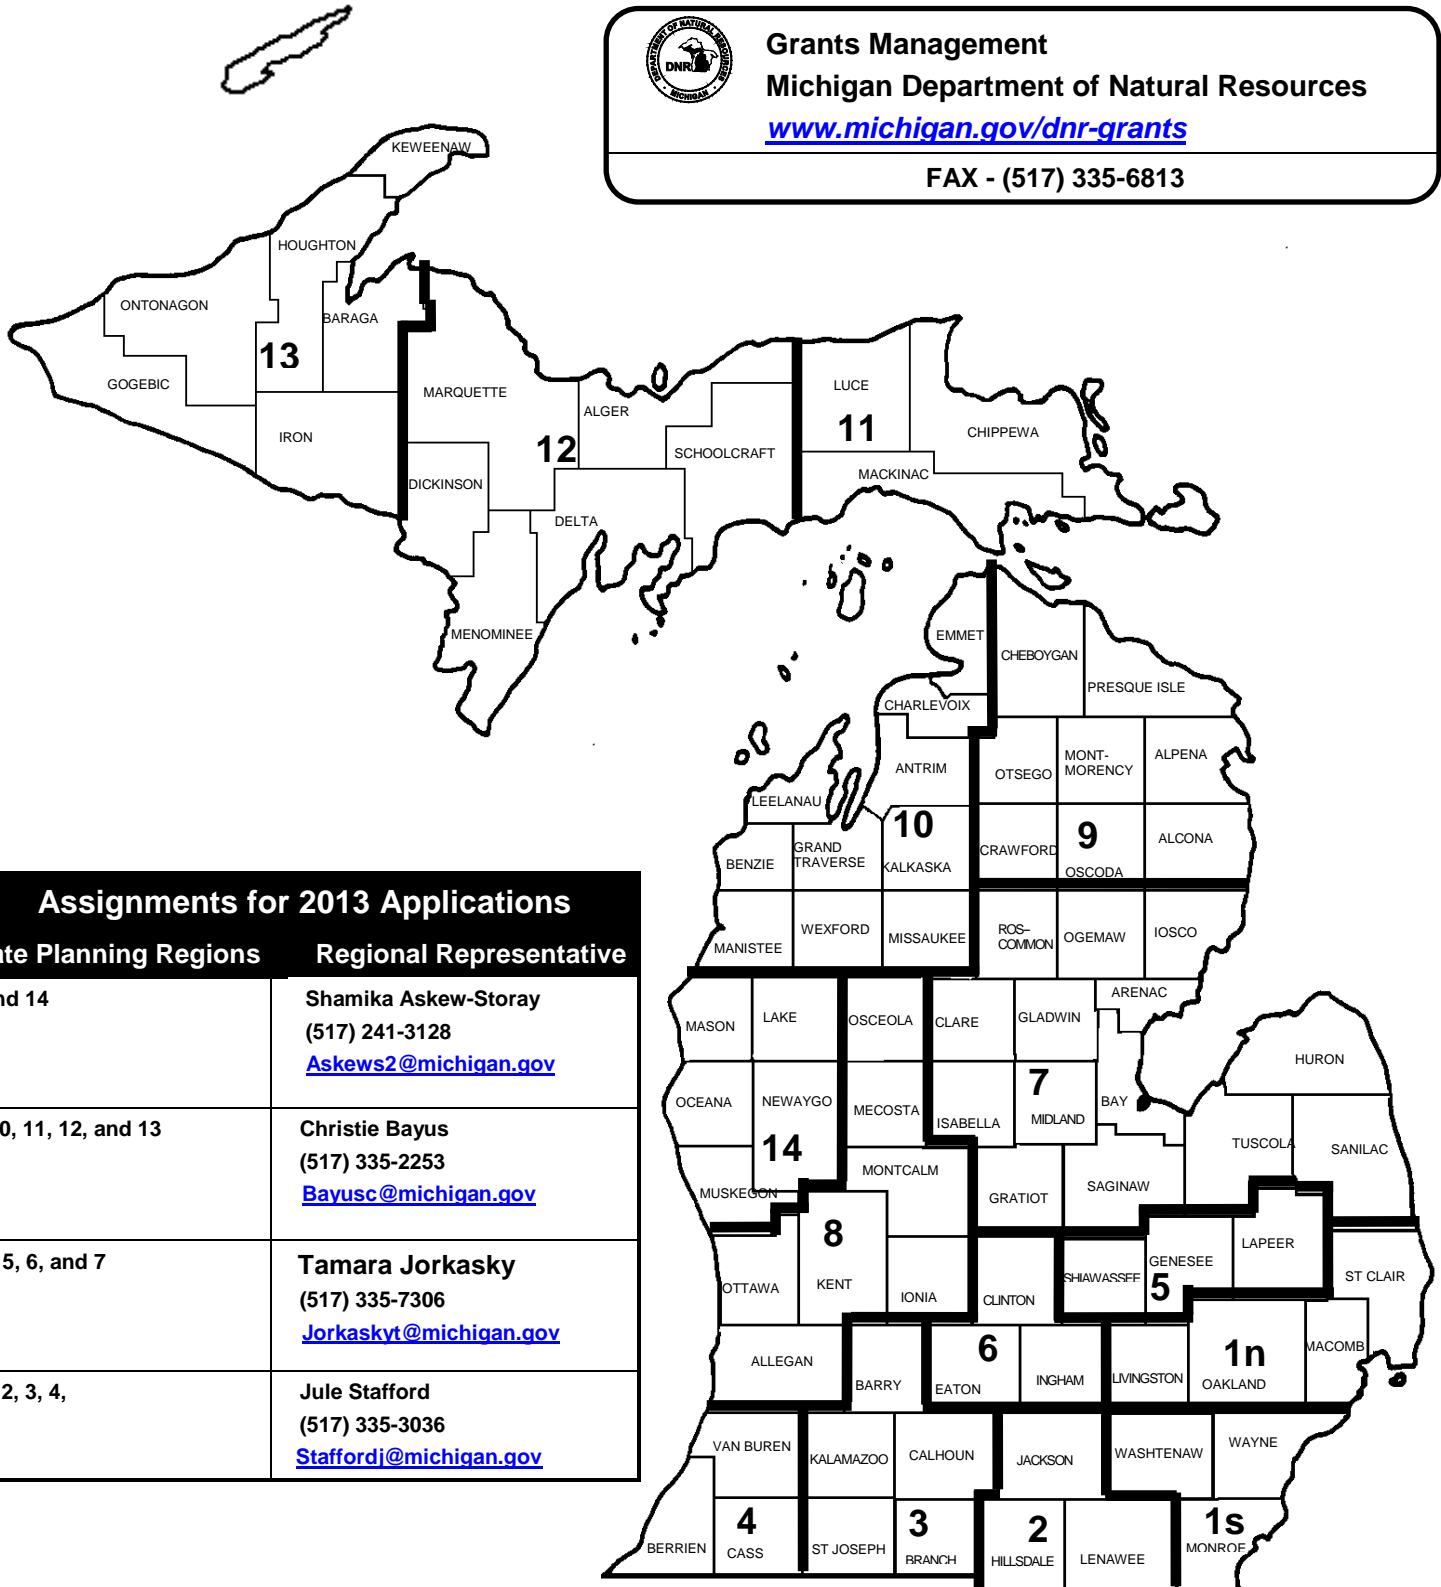 DEPARTMENT OF NATURAL RESOURCES
DNR
MICHIGAN
Grants Management
Michigan Department of Natural Resources
www.michigan.gov/dnr-grants
FAX - (517) 335-6813
KEWEENAW
HOUGHTON
ONTONAGON
BARAGA
13
GOGEBIC
IRON
MARQUETTE
ALGER
12
SCHOOLCRAFT
DICKINSON
DELTA
MENOMINEE
LUCE
11
CHIPPEWA
MACKINAC
EMMET
CHEBOYGAN
PRESQUE ISLE
CHARLEVOIX
ANTRIM
OTSEGO
MONT-
MORENCY
ALPENA
LEELANAU
10
BENZIE
GRAND
TRAVERSE
KALKASKA
CRAWFORD
9
OSCODA
ALCONA
MANISTEE
WEXFORD
MISSAUKEE
ROS-
COMMON
OGEMAW
IOSCO
ARENAC
MASON
LAKE
OSCEOLA
CLARE
GLADWIN
HURON
OCEANA
NEWAYGO
MECOSTA
ISABELLA
7
MIDLAND
BAY
14
TUSCOLA
SANILAC
MUSKEGON
MONTCALM
GRATIOT
SAGINAW
8
KENT
OTTAWA
IONIA
CLINTON
SHIAWASSEE
GENESEE
5
LAPEER
ST CLAIR
ALLEGAN
BARRY
6
EATON
INGHAM
LIVINGSTON
1n
OAKLAND
MACOMB
VAN BUREN
KALAMAZOO
CALHOUN
JACKSON
WASHTENAW
WAYNE
BERRIEN
4
CASS
ST JOSEPH
3
BRANCH
2
HILLSDALE
LENAWEE
1s
MONROE
Assignments for 2013 Applications
ate Planning Regions Regional Representative
nd 14
Shamika Askew-Storay
(517) 241-3128
Askews2@michigan.gov
0, 11, 12, and 13
Christie Bayus
(517) 335-2253
Bayusc@michigan.gov
5, 6, and 7
Tamara Jorkasky
(517) 335-7306
Jorkaskyt@michigan.gov
2, 3, 4,
Jule Stafford
(517) 335-3036
Staffordj@michigan.gov